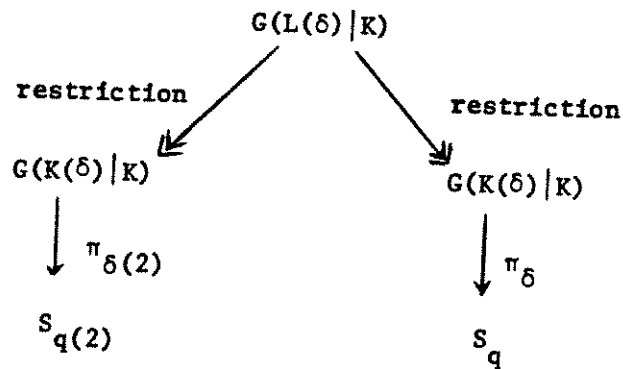 G(L(δ)|K)
restriction restriction
G(K(δ)|K) G(K(δ)|K)
π_δ(2) π_δ
S_q(2) S_q